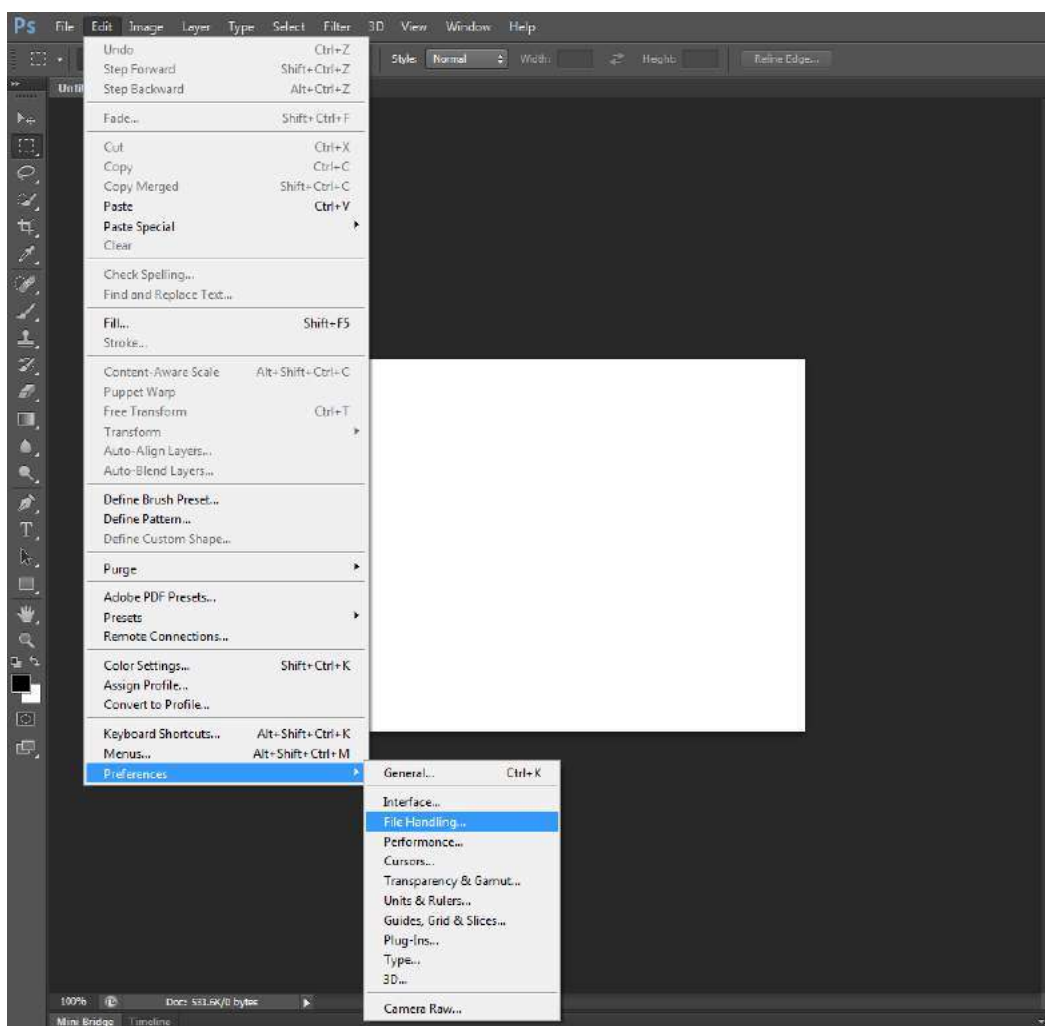 Ps File Edit Image Layer Type Select Filter 3D View Window Help
Style: Normal Width: Height: Refine Edge...
Undo Ctrl+Z
Step Forward Shift+Ctrl+Z
Step Backward Alt+Ctrl+Z
Fade... Shift+Ctrl+F
Cut Ctrl+X
Copy Ctrl+C
Copy Merged Shift+Ctrl+C
Paste Ctrl+V
Paste Special
Clear
Check Spelling...
Find and Replace Text...
Fill... Shift+F5
Stroke...
Content-Aware Scale Alt+Shift+Ctrl+C
Puppet Warp
Free Transform Ctrl+T
Transform
Auto-Align Layers...
Auto-Blend Layers...
Define Brush Preset...
Define Pattern...
Define Custom Shape...
Purge
Adobe PDF Presets...
Presets
Remote Connections...
Color Settings... Shift+Ctrl+K
Assign Profile...
Convert to Profile...
Keyboard Shortcuts... Alt+Shift+Ctrl+K
Menus... Alt+Shift+Ctrl+M
Preferences
General... Ctrl+K
Interface...
File Handling...
Performance...
Cursors...
Transparency & Gamut...
Units & Rulers...
Guides, Grid & Slices...
Plug-Ins...
Type...
3D...
Camera Raw...
100% Doc: 531.6K/0 bytes
Mini Bridge Timeline